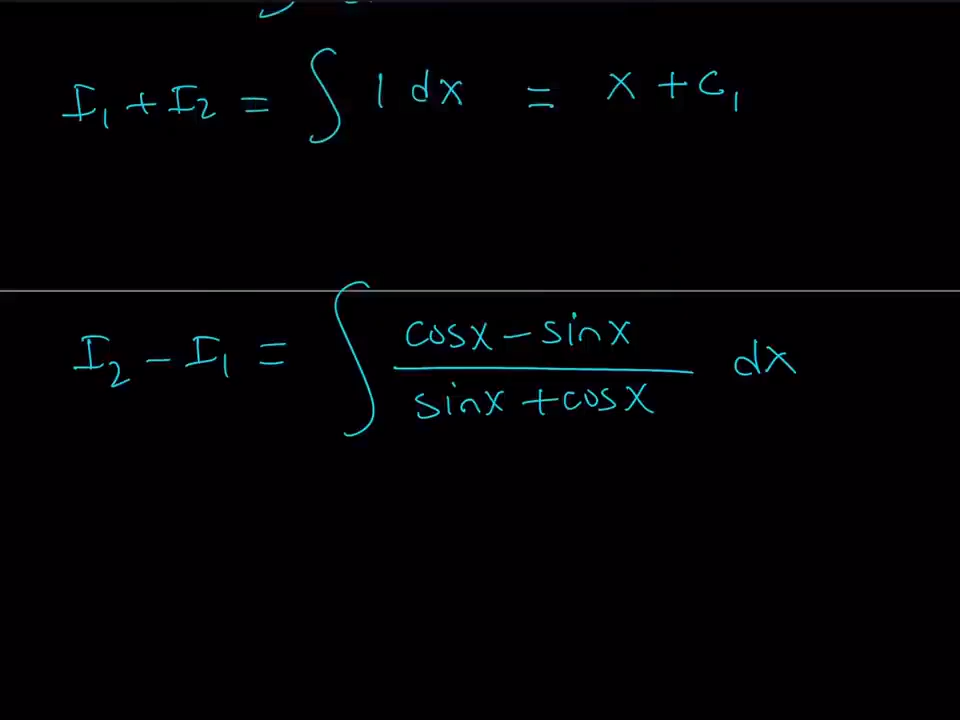 I₁ + I₂ = ∫ 1 dx = x + C₁
I₂ − I₁ = ∫ (cosx − sinx)/(sinx + cosx) dx